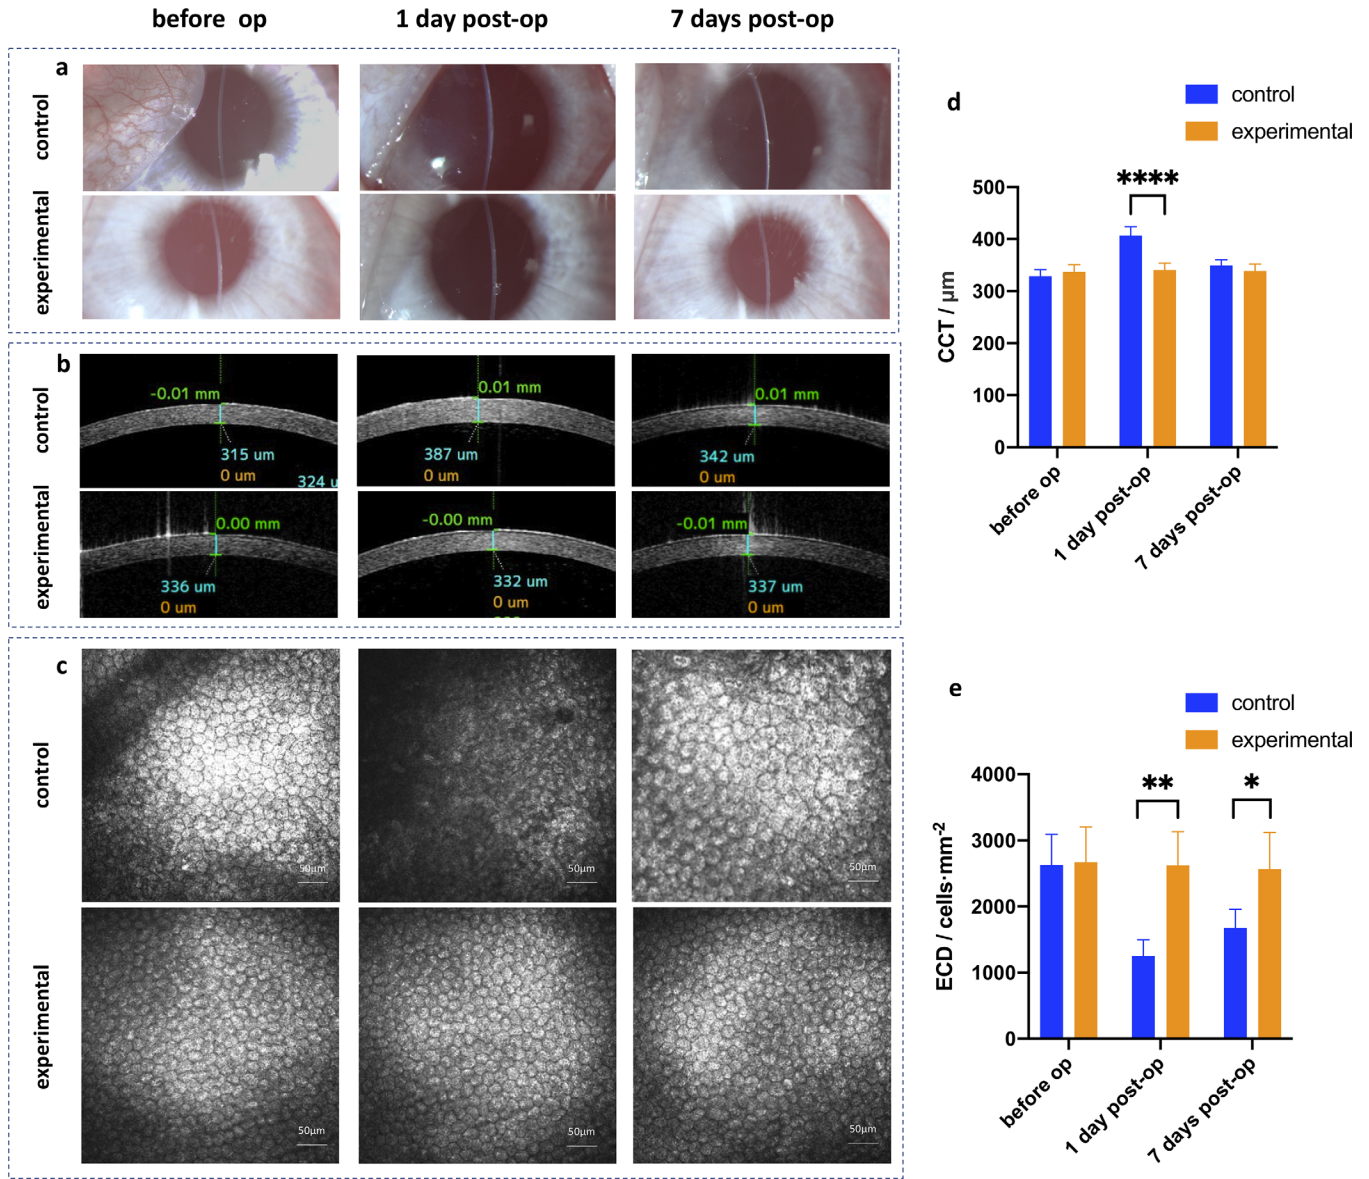 before op
1 day post-op
7 days post-op
a
control
experimental
b
control
-0.01 mm
315 um
0 um
324 u
0.01 mm
387 um
0 um
0.01 mm
342 um
0 um
experimental
0.00 mm
336 um
0 um
-0.00 mm
332 um
0 um
-0.01 mm
337 um
0 um
c
control
50μm
50μm
50μm
experimental
50μm
50μm
50μm
d
control
experimental
CCT / μm
500
400
300
200
100
0
****
before op
1 day post-op
7 days post-op
e
control
experimental
ECD / cells·mm⁻²
4000
3000
2000
1000
0
**
*
before op
1 day post-op
7 days post-op